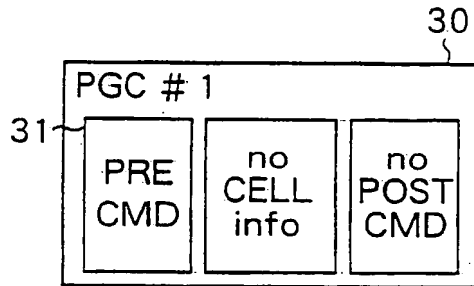 30
PGC # 1
31
PRE
CMD
no
CELL
info
no
POST
CMD